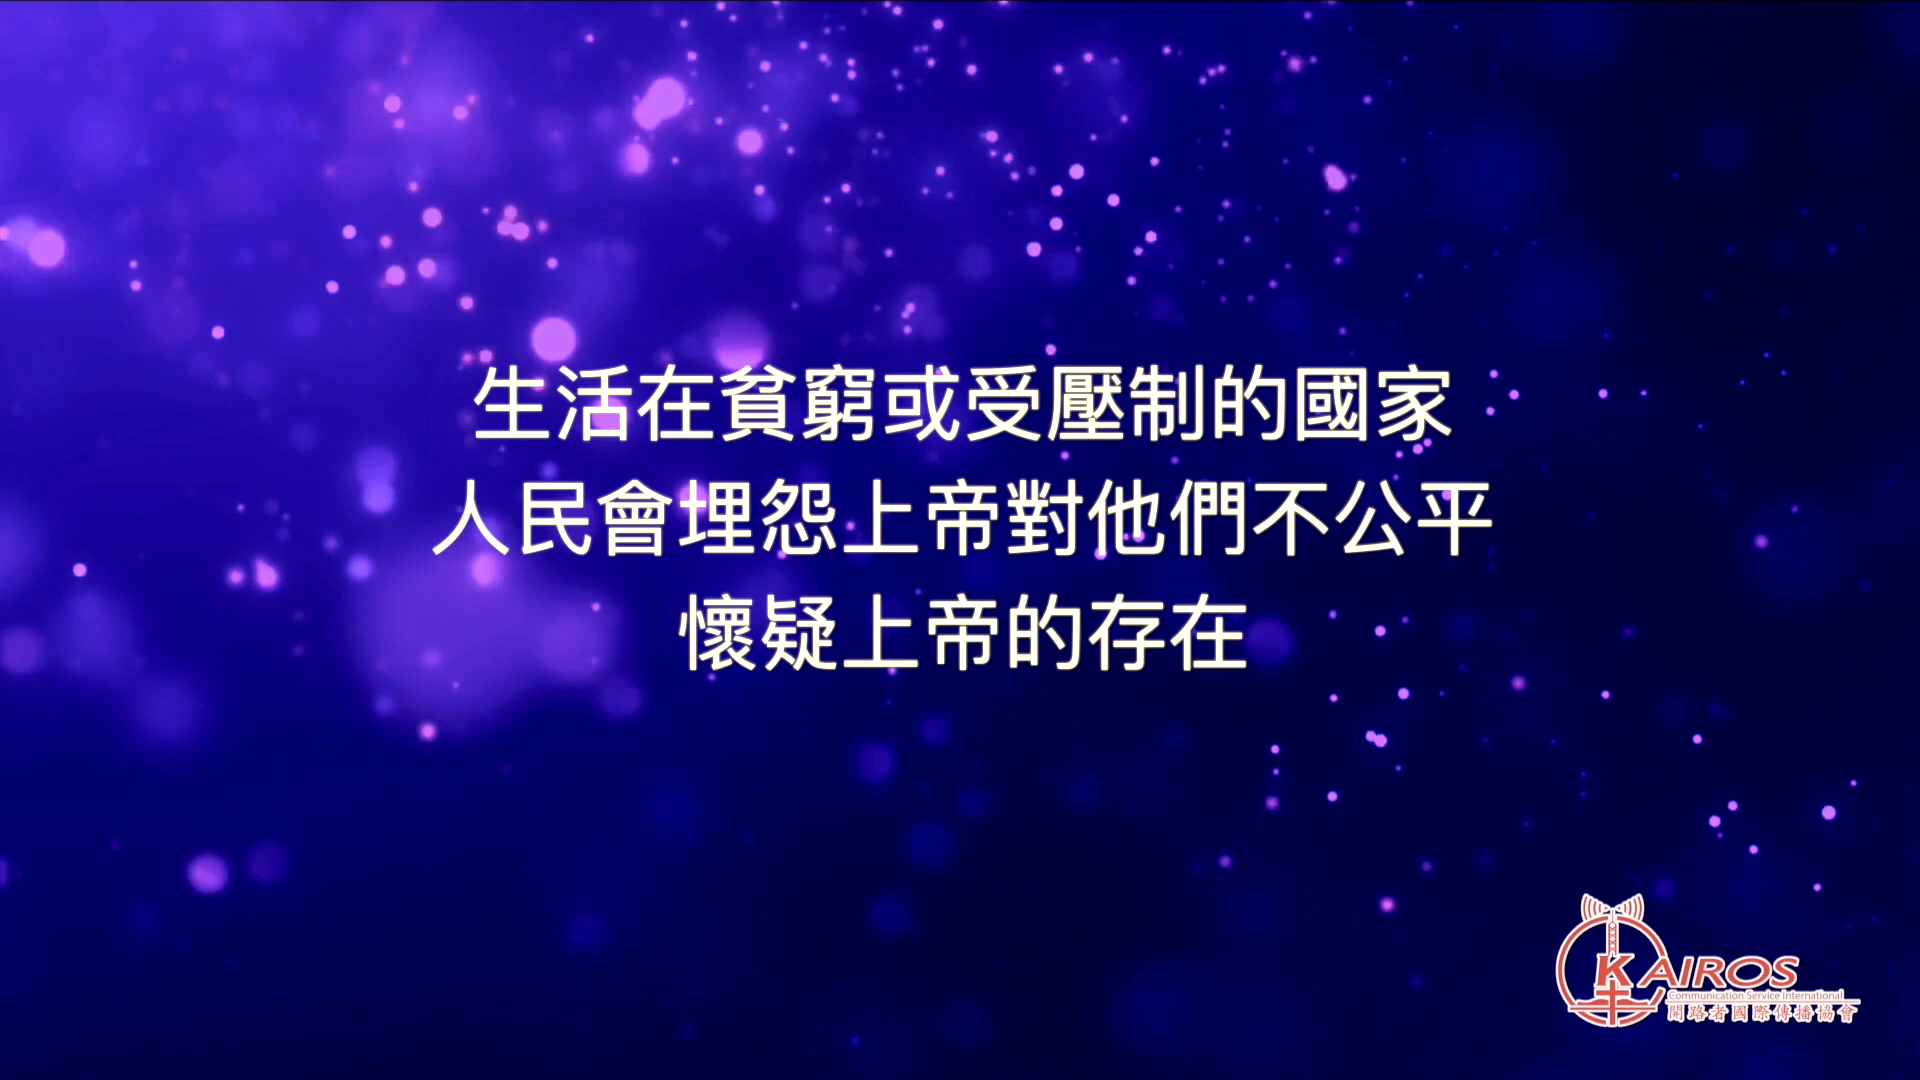 生活在貧窮或受壓制的國家
人民會埋怨上帝對他們不公平
懷疑上帝的存在
KAIROS
Communication Service International
開路者國際傳播協會